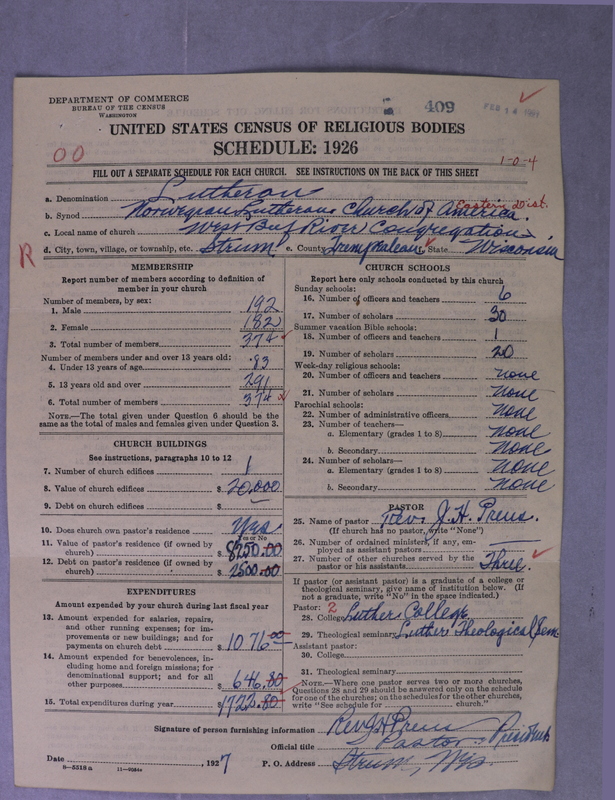 DEPARTMENT OF COMMERCE
BUREAU OF THE CENSUS
WASHINGTON
409
FEB 14
UNITED STATES CENSUS OF RELIGIOUS BODIES
SCHEDULE: 1926
00
1-0-4
FILL OUT A SEPARATE SCHEDULE FOR EACH CHURCH. SEE INSTRUCTIONS ON THE BACK OF THIS SHEET
a. Denomination Lutheran
b. Synod Norwegian Lutheran Church of America. Eastern Dist.
c. Local name of church West Beef River Congregation
R
d. City, town, village, or township, etc. Strum e. County Trempealeau State Wisconsin
MEMBERSHIP
Report number of members according to definition of member in your church
Number of members, by sex:
1. Male 192
2. Female 182
3. Total number of members 374
Number of members under and over 13 years old:
4. Under 13 years of age 83
5. 13 years old and over 291
6. Total number of members 374
NOTE.—The total given under Question 6 should be the same as the total of males and females given under Question 3.
CHURCH BUILDINGS
See instructions, paragraphs 10 to 12
7. Number of church edifices 1
8. Value of church edifices $ 20,000
9. Debt on church edifices $ —
10. Does church own pastor's residence Yes
Yes or No
11. Value of pastor's residence (if owned by church) $ 8250.00
12. Debt on pastor's residence (if owned by church) $ 2500.00
EXPENDITURES
Amount expended by your church during last fiscal year
13. Amount expended for salaries, repairs, and other running expenses; for improvements or new buildings; and for payments on church debt $ 1076.00
14. Amount expended for benevolences, including home and foreign missions; for denominational support; and for all other purposes $ 646.80
15. Total expenditures during year $ 1722.80
CHURCH SCHOOLS
Report here only schools conducted by this church
Sunday schools:
16. Number of officers and teachers 6
17. Number of scholars 30
Summer vacation Bible schools:
18. Number of officers and teachers 1
19. Number of scholars 20
Week-day religious schools:
20. Number of officers and teachers none
21. Number of scholars none
Parochial schools:
22. Number of administrative officers none
23. Number of teachers—
a. Elementary (grades 1 to 8) none
b. Secondary none
24. Number of scholars—
a. Elementary (grades 1 to 8) none
b. Secondary none
PASTOR
25. Name of pastor Rev. J. H. Preus.
(If church has no pastor, write "None")
26. Number of ordained ministers, if any, employed as assistant pastors —
27. Number of other churches served by the pastor or his assistants Three.
If pastor (or assistant pastor) is a graduate of a college or theological seminary, give name of institution below. (If not a graduate, write "No" in the space indicated.)
Pastor: 2
28. College Luther College
29. Theological seminary Luther Theological Sem
Assistant pastor:
30. College
31. Theological seminary
NOTE.—Where one pastor serves two or more churches, Questions 28 and 29 should be answered only on the schedule for one of the churches; on the schedules for the other churches, write "See schedule for ______ church."
Signature of person furnishing information Rev J H Preus
Official title Pastor - President
Date ______, 1927 P. O. Address Strum, Wis.
8—5518a 11—9544a